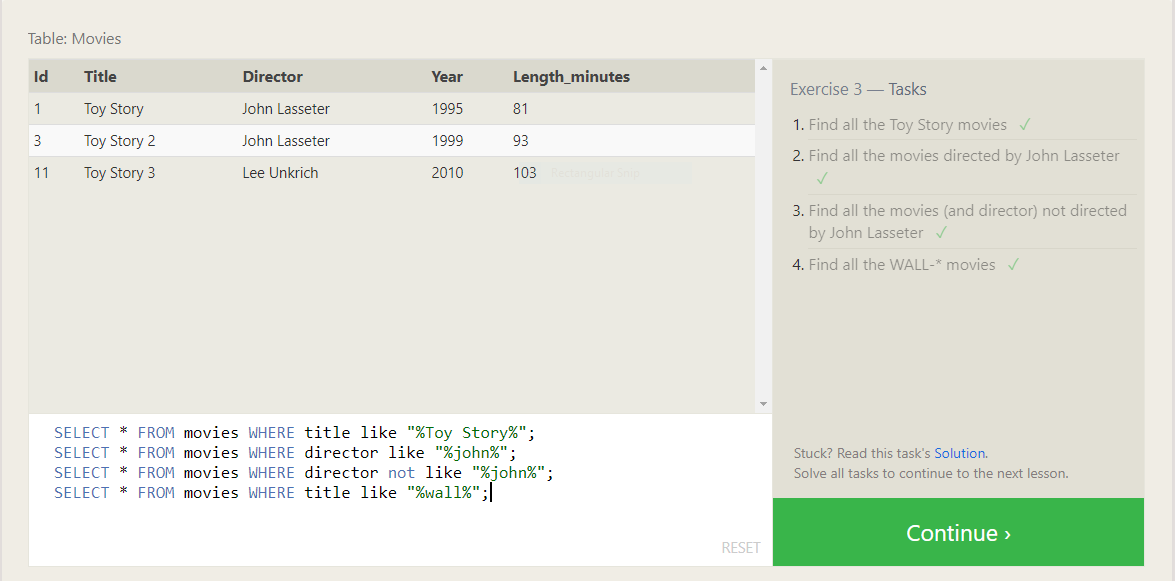 Table: Movies
Id Title Director Year Length_minutes
1 Toy Story John Lasseter 1995 81
3 Toy Story 2 John Lasseter 1999 93
11 Toy Story 3 Lee Unkrich 2010 103 Rectangular Snip
SELECT * FROM movies WHERE title like "%Toy Story%";
SELECT * FROM movies WHERE director like "%john%";
SELECT * FROM movies WHERE director not like "%john%";
SELECT * FROM movies WHERE title like "%wall%";
RESET
Exercise 3 — Tasks
1. Find all the Toy Story movies ✓
2. Find all the movies directed by John Lasseter
✓
3. Find all the movies (and director) not directed
by John Lasseter ✓
4. Find all the WALL-* movies ✓
Stuck? Read this task's Solution.
Solve all tasks to continue to the next lesson.
Continue ›